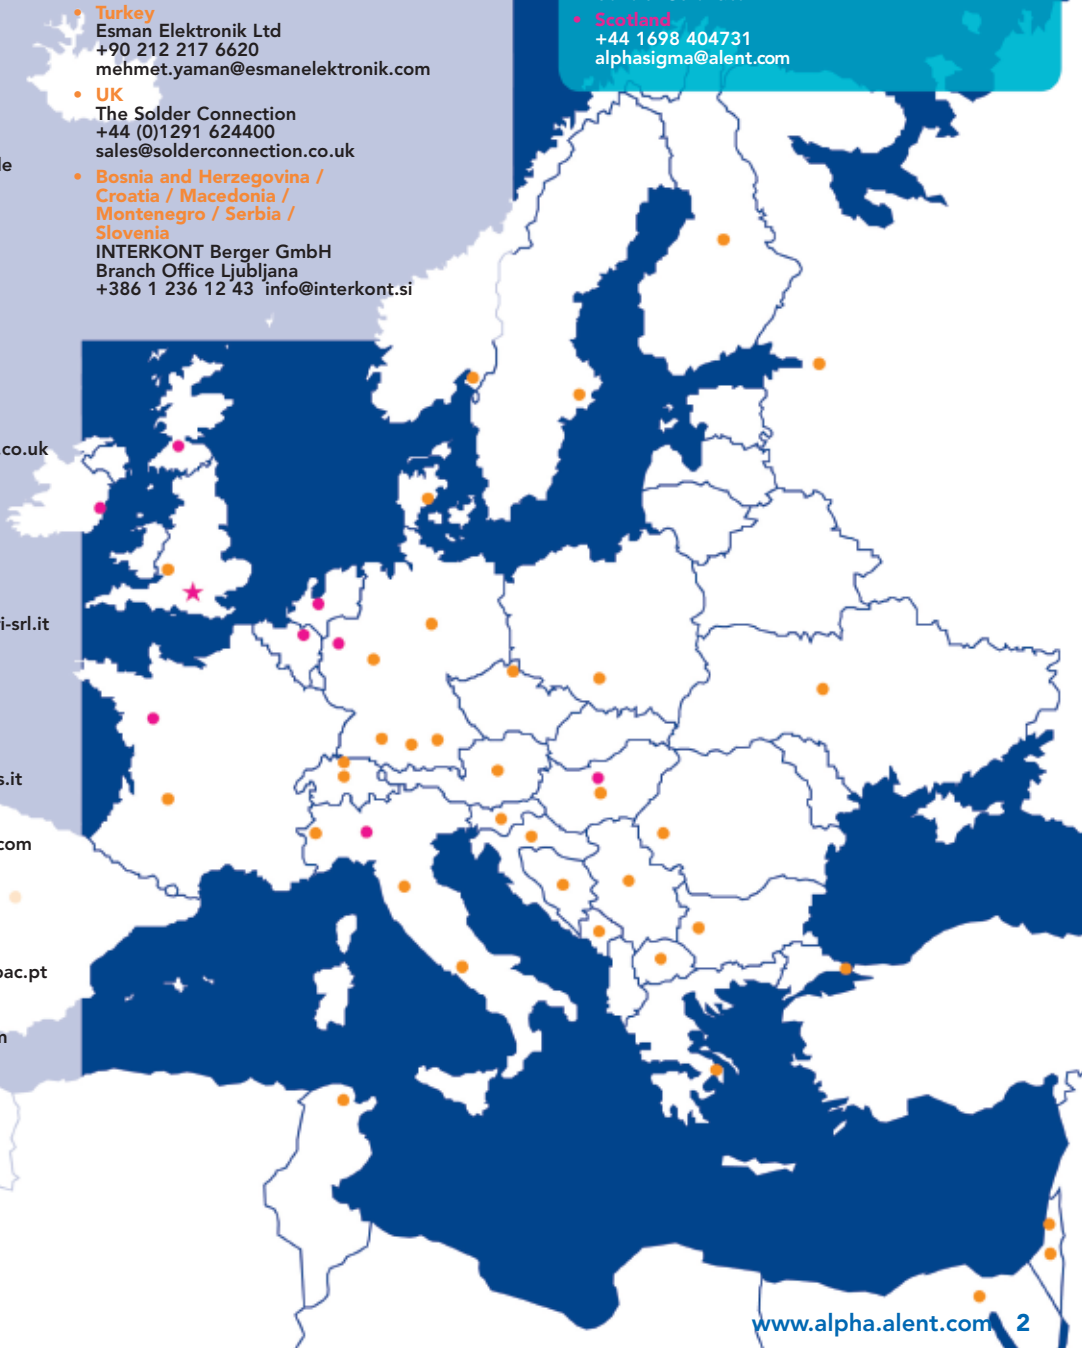 • Turkey
Esman Elektronik Ltd
+90 212 217 6620
mehmet.yaman@esmanelektronik.com
• UK
The Solder Connection
+44 (0)1291 624400
sales@solderconnection.co.uk
• Bosnia and Herzegovina /
Croatia / Macedonia /
Montenegro / Serbia /
Slovenia
INTERKONT Berger GmbH
Branch Office Ljubljana
+386 1 236 12 43 info@interkont.si
• Scotland
+44 1698 404731
alphasigma@alent.com
le
.co.uk
i-srl.it
s.it
com
pac.pt
www.alpha.alent.com 2